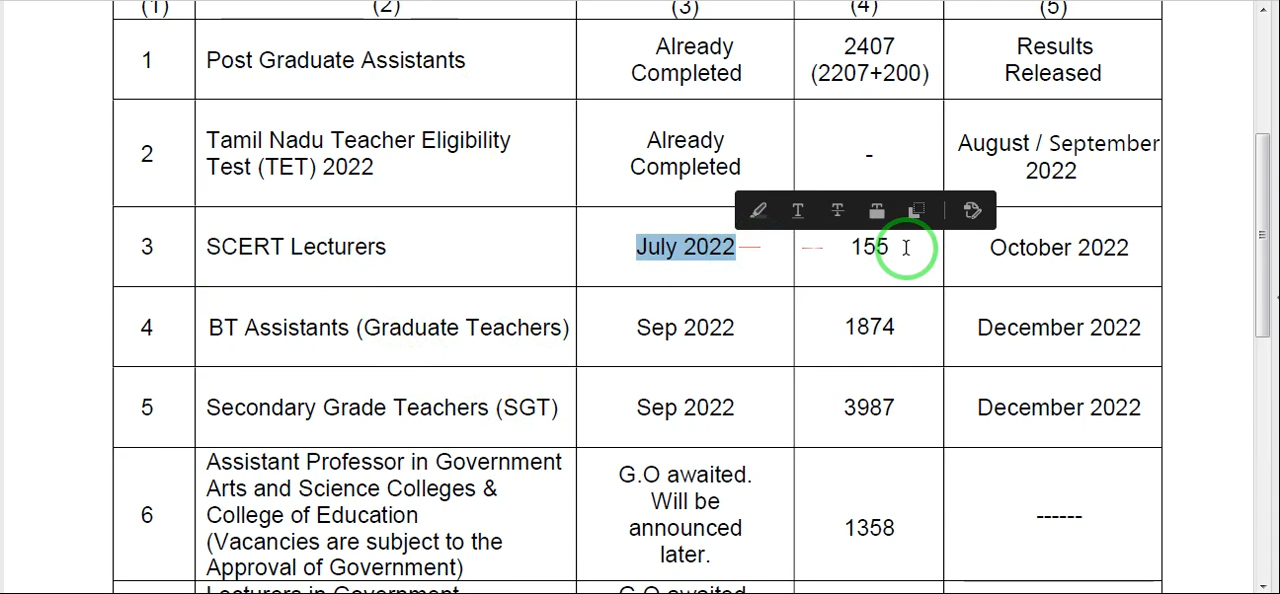 (1) (2) (3) (4) (5)
1 Post Graduate Assistants Already Completed 2407 (2207+200) Results Released
2 Tamil Nadu Teacher Eligibility Test (TET) 2022 Already Completed - August / September 2022
3 SCERT Lecturers July 2022 155 October 2022
4 BT Assistants (Graduate Teachers) Sep 2022 1874 December 2022
5 Secondary Grade Teachers (SGT) Sep 2022 3987 December 2022
6 Assistant Professor in Government Arts and Science Colleges & College of Education (Vacancies are subject to the Approval of Government) G.O awaited. Will be announced later. 1358 ------
Lecturers in Government G.O awaited